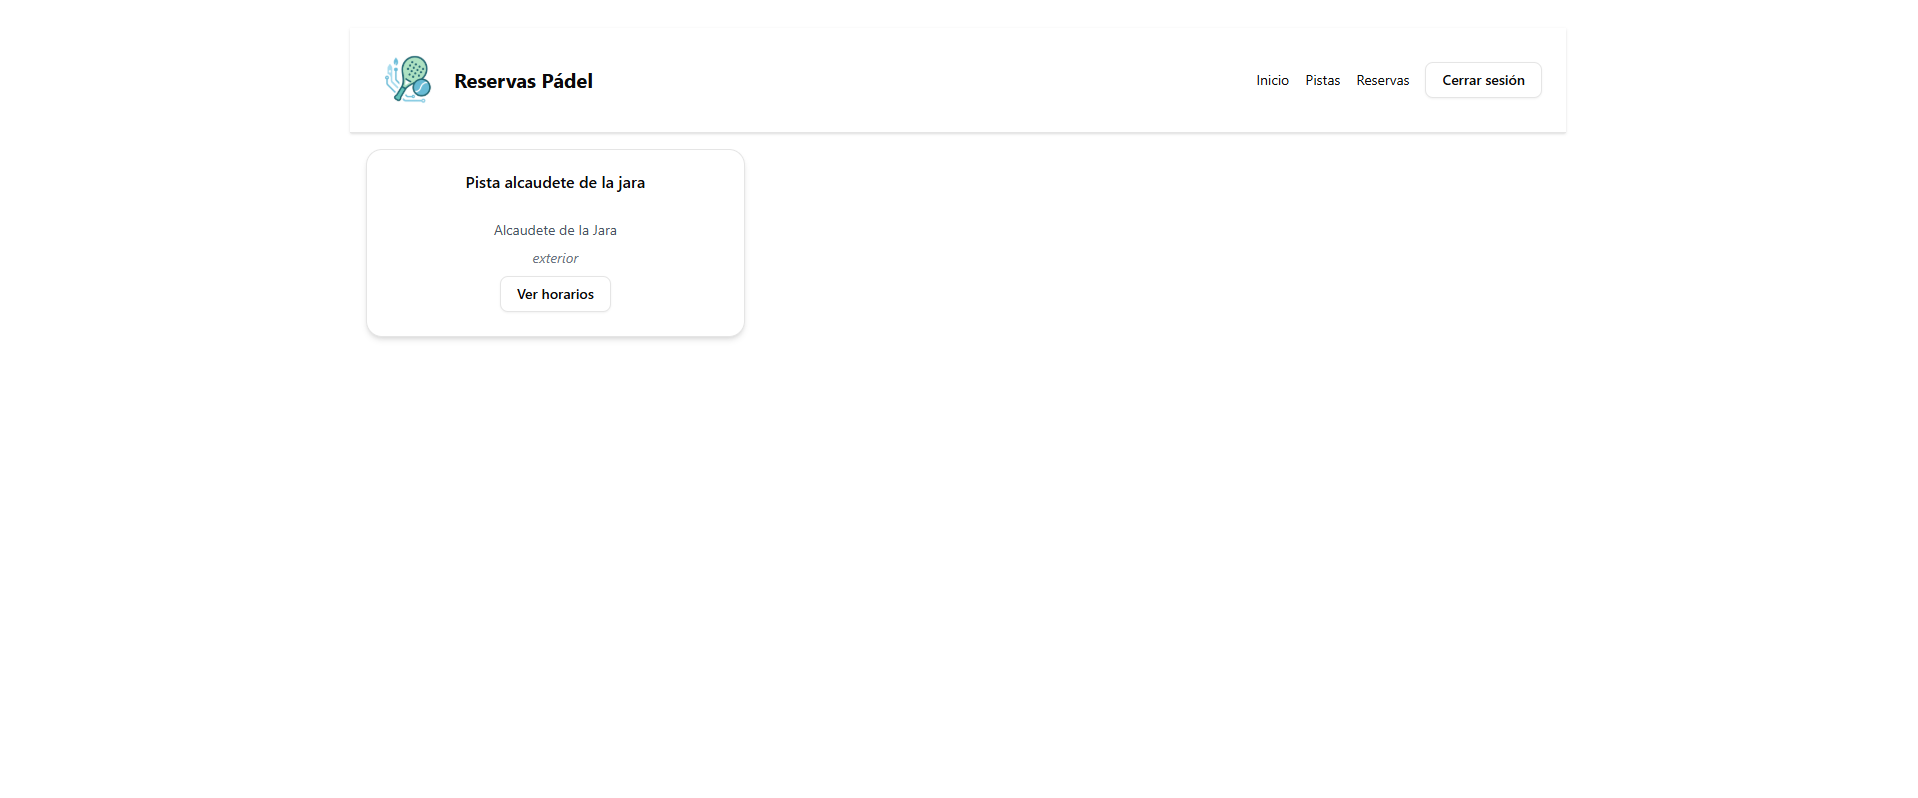 Reservas Pádel
Inicio Pistas Reservas Cerrar sesión
Pista alcaudete de la jara
Alcaudete de la Jara
exterior
Ver horarios